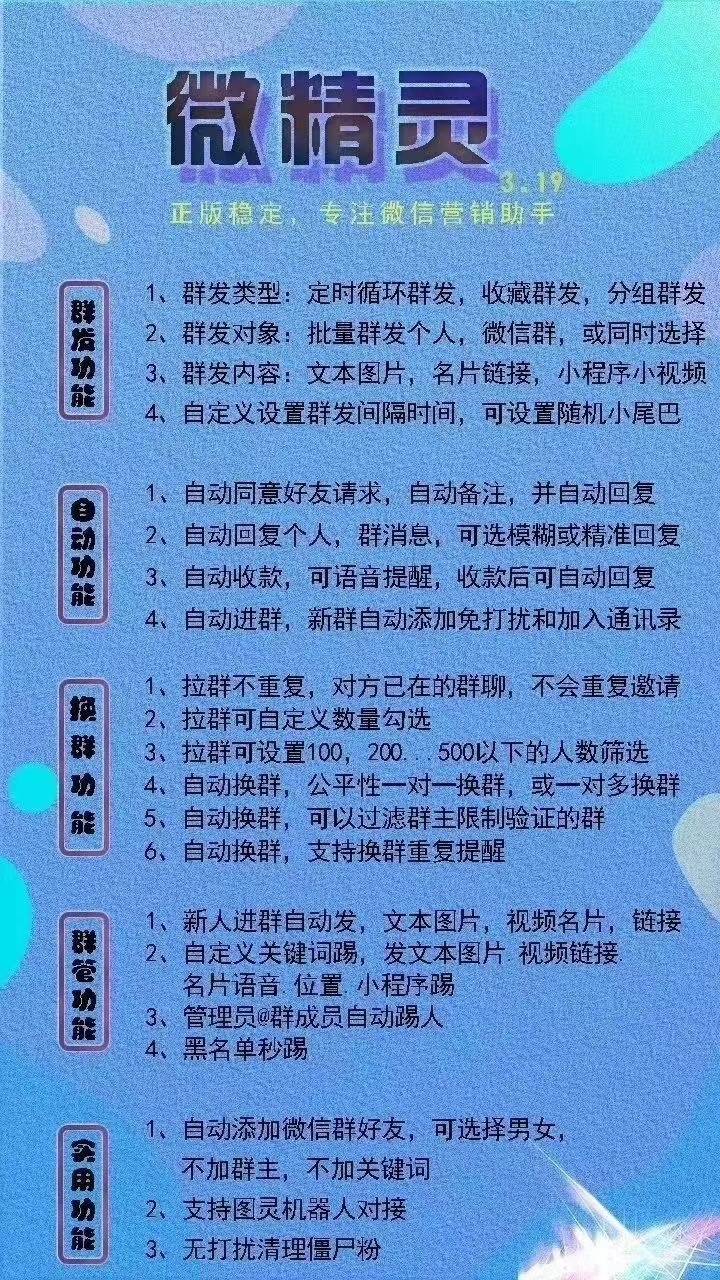 微精灵
3.19
正版稳定，专注微信营销助手
群发功能
1、群发类型：定时循环群发，收藏群发，分组群发
2、群发对象：批量群发个人，微信群，或同时选择
3、群发内容：文本图片，名片链接，小程序小视频
4、自定义设置群发间隔时间，可设置随机小尾巴
自动功能
1、自动同意好友请求，自动备注，并自动回复
2、自动回复个人，群消息，可选模糊或精准回复
3、自动收款，可语音提醒，收款后可自动回复
4、自动进群，新群自动添加免打扰和加入通讯录
换群功能
1、拉群不重复，对方已在的群聊，不会重复邀请
2、拉群可自定义数量勾选
3、拉群可设置100，200...500以下的人数筛选
4、自动换群，公平性一对一换群，或一对多换群
5、自动换群，可以过滤群主限制验证的群
6、自动换群，支持换群重复提醒
群管功能
1、新人进群自动发，文本图片，视频名片，链接
2、自定义关键词踢，发文本图片.视频链接.
名片语音.位置.小程序踢
3、管理员@群成员自动踢人
4、黑名单秒踢
实用功能
1、自动添加微信群好友，可选择男女，
不加群主，不加关键词
2、支持图灵机器人对接
3、无打扰清理僵尸粉